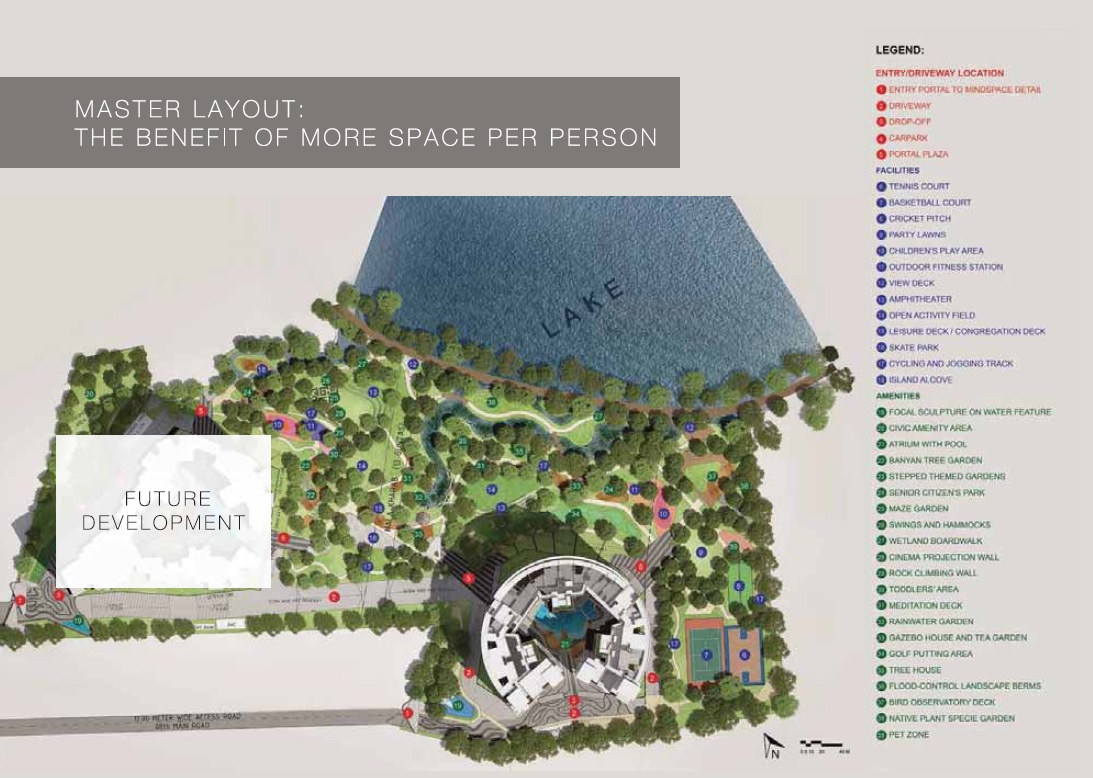 MASTER LAYOUT:
THE BENEFIT OF MORE SPACE PER PERSON
LEGEND:
ENTRY/DRIVEWAY LOCATION
1 ENTRY PORTAL TO MINDSPACE DETAIL
2 DRIVEWAY
3 DROP-OFF
4 CARPARK
5 PORTAL PLAZA
FACILITIES
6 TENNIS COURT
7 BASKETBALL COURT
8 CRICKET PITCH
9 PARTY LAWNS
10 CHILDREN'S PLAY AREA
11 OUTDOOR FITNESS STATION
12 VIEW DECK
13 AMPHITHEATER
14 OPEN ACTIVITY FIELD
15 LEISURE DECK / CONGREGATION DECK
16 SKATE PARK
17 CYCLING AND JOGGING TRACK
18 ISLAND ALCOVE
AMENITIES
19 FOCAL SCULPTURE ON WATER FEATURE
20 CIVIC AMENITY AREA
21 ATRIUM WITH POOL
22 BANYAN TREE GARDEN
23 STEPPED THEMED GARDENS
24 SENIOR CITIZEN'S PARK
25 MAZE GARDEN
26 SWINGS AND HAMMOCKS
27 WETLAND BOARDWALK
28 CINEMA PROJECTION WALL
29 ROCK CLIMBING WALL
30 TODDLERS' AREA
31 MEDITATION DECK
32 RAINWATER GARDEN
33 GAZEBO HOUSE AND TEA GARDEN
34 GOLF PUTTING AREA
35 TREE HOUSE
36 FLOOD-CONTROL LANDSCAPE BERMS
37 BIRD OBSERVATORY DECK
38 NATIVE PLANT SPECIE GARDEN
39 PET ZONE
LAKE
FUTURE
DEVELOPMENT
METER WIDE ACCESS ROAD
MAIN ROAD
N